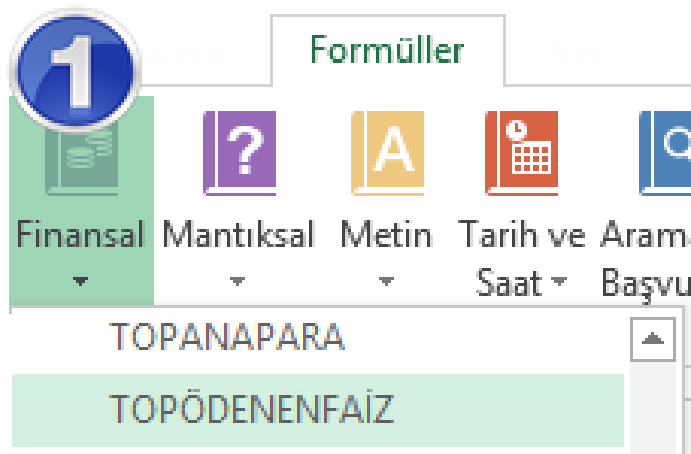 1
Formüller
? A
Finansal Mantıksal Metin Tarih ve
Saat
TOPANAPARA
TOPÖDENENFAİZ